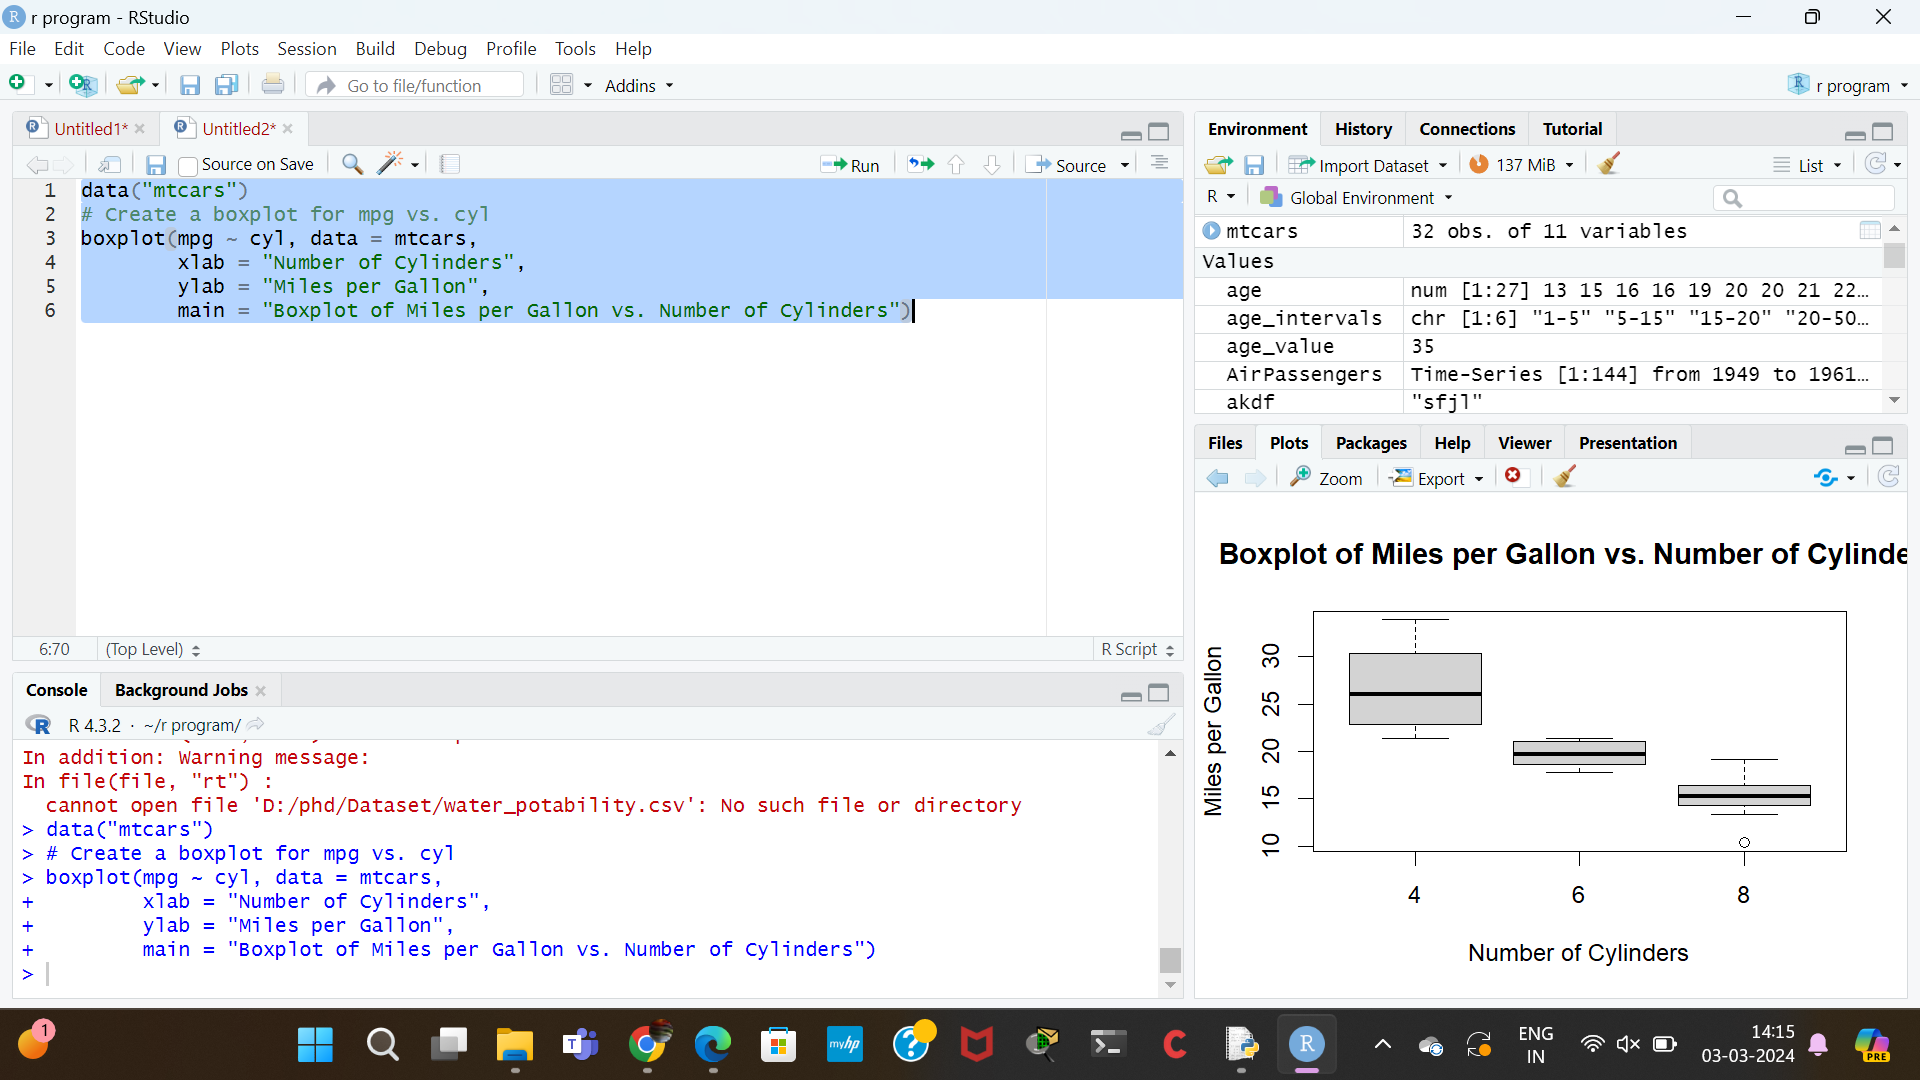 r program - RStudio
File Edit Code View Plots Session Build Debug Profile Tools Help
Go to file/function Addins r program
Untitled1* Untitled2*
Source on Save Run Source
1 data("mtcars")
2 # Create a boxplot for mpg vs. cyl
3 boxplot(mpg ~ cyl, data = mtcars,
4 xlab = "Number of Cylinders",
5 ylab = "Miles per Gallon",
6 main = "Boxplot of Miles per Gallon vs. Number of Cylinders")
6:70 (Top Level) R Script
Console Background Jobs
R 4.3.2 · ~/r program/
In addition: Warning message:
In file(file, "rt") :
cannot open file 'D:/phd/Dataset/water_potability.csv': No such file or directory
> data("mtcars")
> # Create a boxplot for mpg vs. cyl
> boxplot(mpg ~ cyl, data = mtcars,
+ xlab = "Number of Cylinders",
+ ylab = "Miles per Gallon",
+ main = "Boxplot of Miles per Gallon vs. Number of Cylinders")
>
Environment History Connections Tutorial
Import Dataset 137 MiB List
R Global Environment
mtcars 32 obs. of 11 variables
Values
age num [1:27] 13 15 16 16 19 20 20 21 22…
age_intervals chr [1:6] "1-5" "5-15" "15-20" "20-50…
age_value 35
AirPassengers Time-Series [1:144] from 1949 to 1961…
akdf "sfjl"
Files Plots Packages Help Viewer Presentation
Zoom Export
Boxplot of Miles per Gallon vs. Number of Cylinde
Miles per Gallon
30
25
20
15
10
4 6 8
Number of Cylinders
1
myhp
PRE
ENG
IN
14:15
03-03-2024